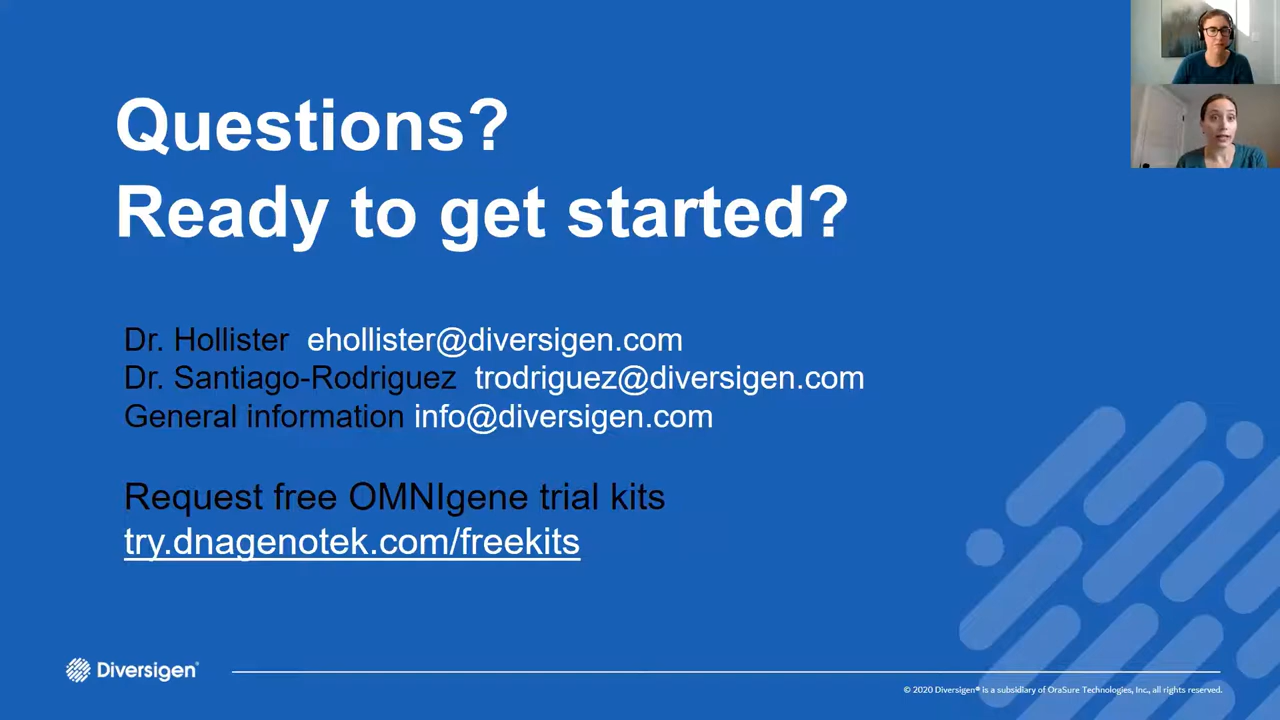 Questions?
Ready to get started?
Dr. Hollister ehollister@diversigen.com
Dr. Santiago-Rodriguez trodriguez@diversigen.com
General information info@diversigen.com
Request free OMNIgene trial kits
try.dnagenotek.com/freekits
Diversigen®
© 2020 Diversigen® is a subsidiary of OraSure Technologies, Inc., all rights reserved.